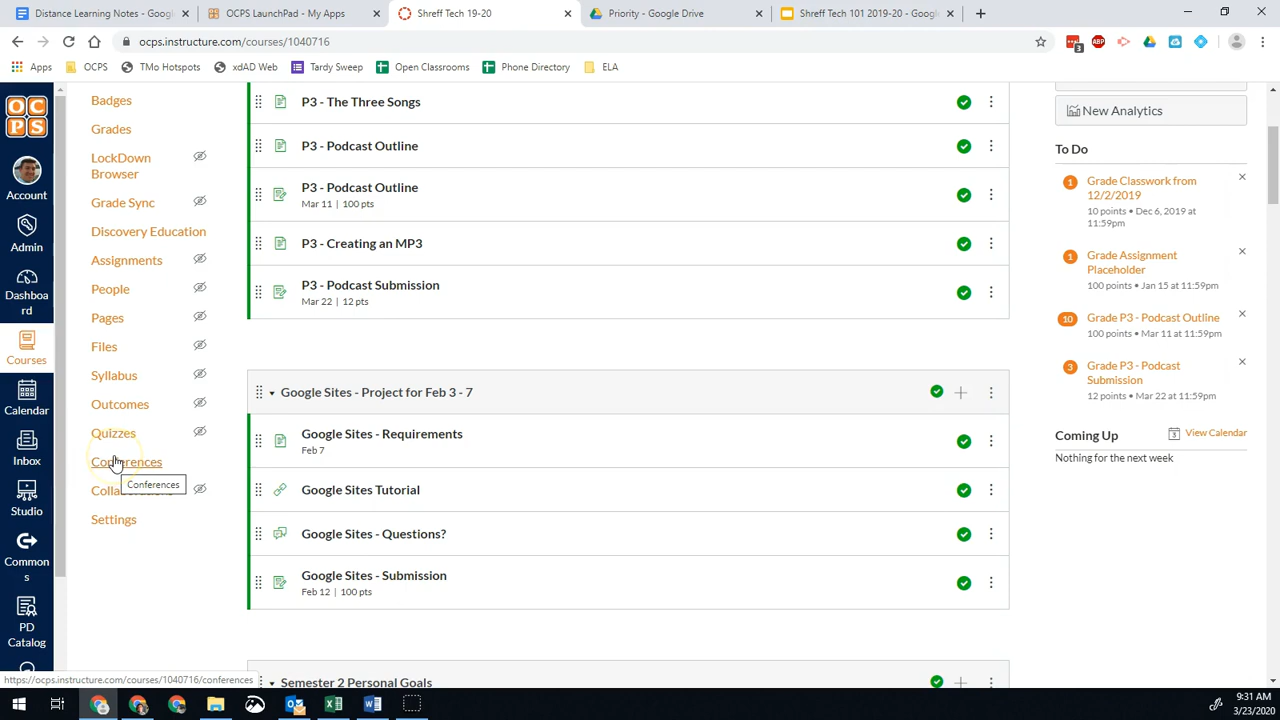 Distance Learning Notes - Googl
OCPS LaunchPad - My Apps
Shreff Tech 19-20
Priority - Google Drive
Shreff Tech 101 2019-20 - Googl
ocps.instructure.com/courses/1040716
3
ABP
Apps
OCPS
TMo Hotspots
xdAD Web
Tardy Sweep
Open Classrooms
Phone Directory
ELA
OCPS
Account
Admin
Dashboa
rd
Courses
Calendar
Inbox
Studio
Common
s
PD
Catalog
Badges
Grades
LockDown
Browser
Grade Sync
Discovery Education
Assignments
People
Pages
Files
Syllabus
Outcomes
Quizzes
Conferences
Conferences
Settings
P3 - The Three Songs
P3 - Podcast Outline
P3 - Podcast Outline
Mar 11 | 100 pts
P3 - Creating an MP3
P3 - Podcast Submission
Mar 22 | 12 pts
Google Sites - Project for Feb 3 - 7
Google Sites - Requirements
Feb 7
Google Sites Tutorial
Google Sites - Questions?
Google Sites - Submission
Feb 12 | 100 pts
Semester 2 Personal Goals
New Analytics
To Do
1
Grade Classwork from
12/2/2019
10 points • Dec 6, 2019 at
11:59pm
1
Grade Assignment
Placeholder
100 points • Jan 15 at 11:59pm
10
Grade P3 - Podcast Outline
100 points • Mar 11 at 11:59pm
3
Grade P3 - Podcast
Submission
12 points • Mar 22 at 11:59pm
Coming Up
3
View Calendar
Nothing for the next week
https://ocps.instructure.com/courses/1040716/conferences
9:31 AM
3/23/2020